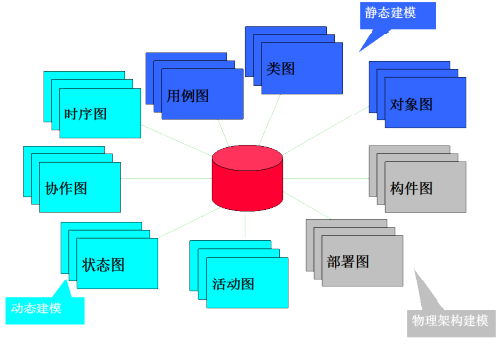 静态建模
类图
用例图
对象图
时序图
协作图
构件图
状态图
部署图
活动图
动态建模
物理架构建模